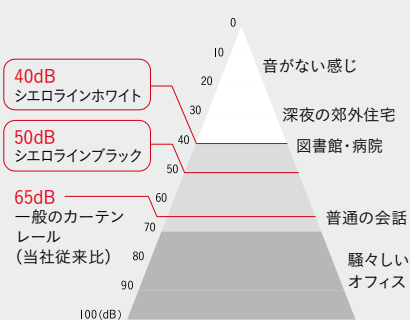 0
10
音がない感じ
40dB
シエロラインホワイト
20
30
深夜の郊外住宅
40
図書館・病院
50dB
シエロラインブラック
50
65dB
一般のカーテン
レール
(当社従来比)
60
普通の会話
70
80
騒々しい
オフィス
90
100(dB)